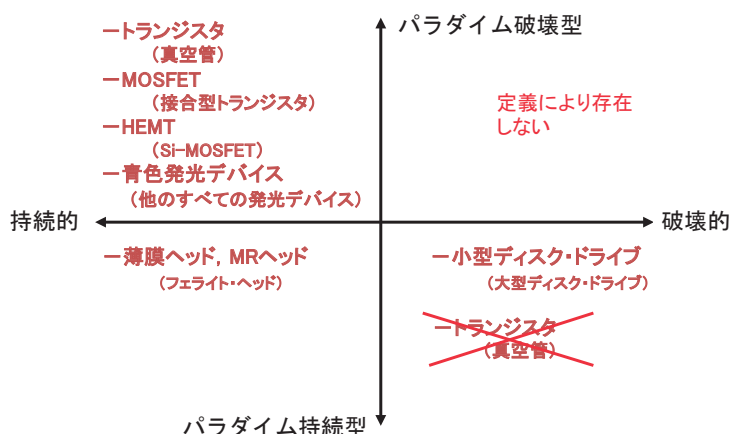 パラダイム破壊型
ートランジスタ
(真空管)
ーMOSFET
(接合型トランジスタ)
ーHEMT
(Si-MOSFET)
ー青色発光デバイス
(他のすべての発光デバイス)
定義により存在
しない
持続的
破壊的
ー薄膜ヘッド, MRヘッド
(フェライト・ヘッド)
ー小型ディスク・ドライブ
(大型ディスク・ドライブ)
ートランジスタ
(真空管)
パラダイム持続型